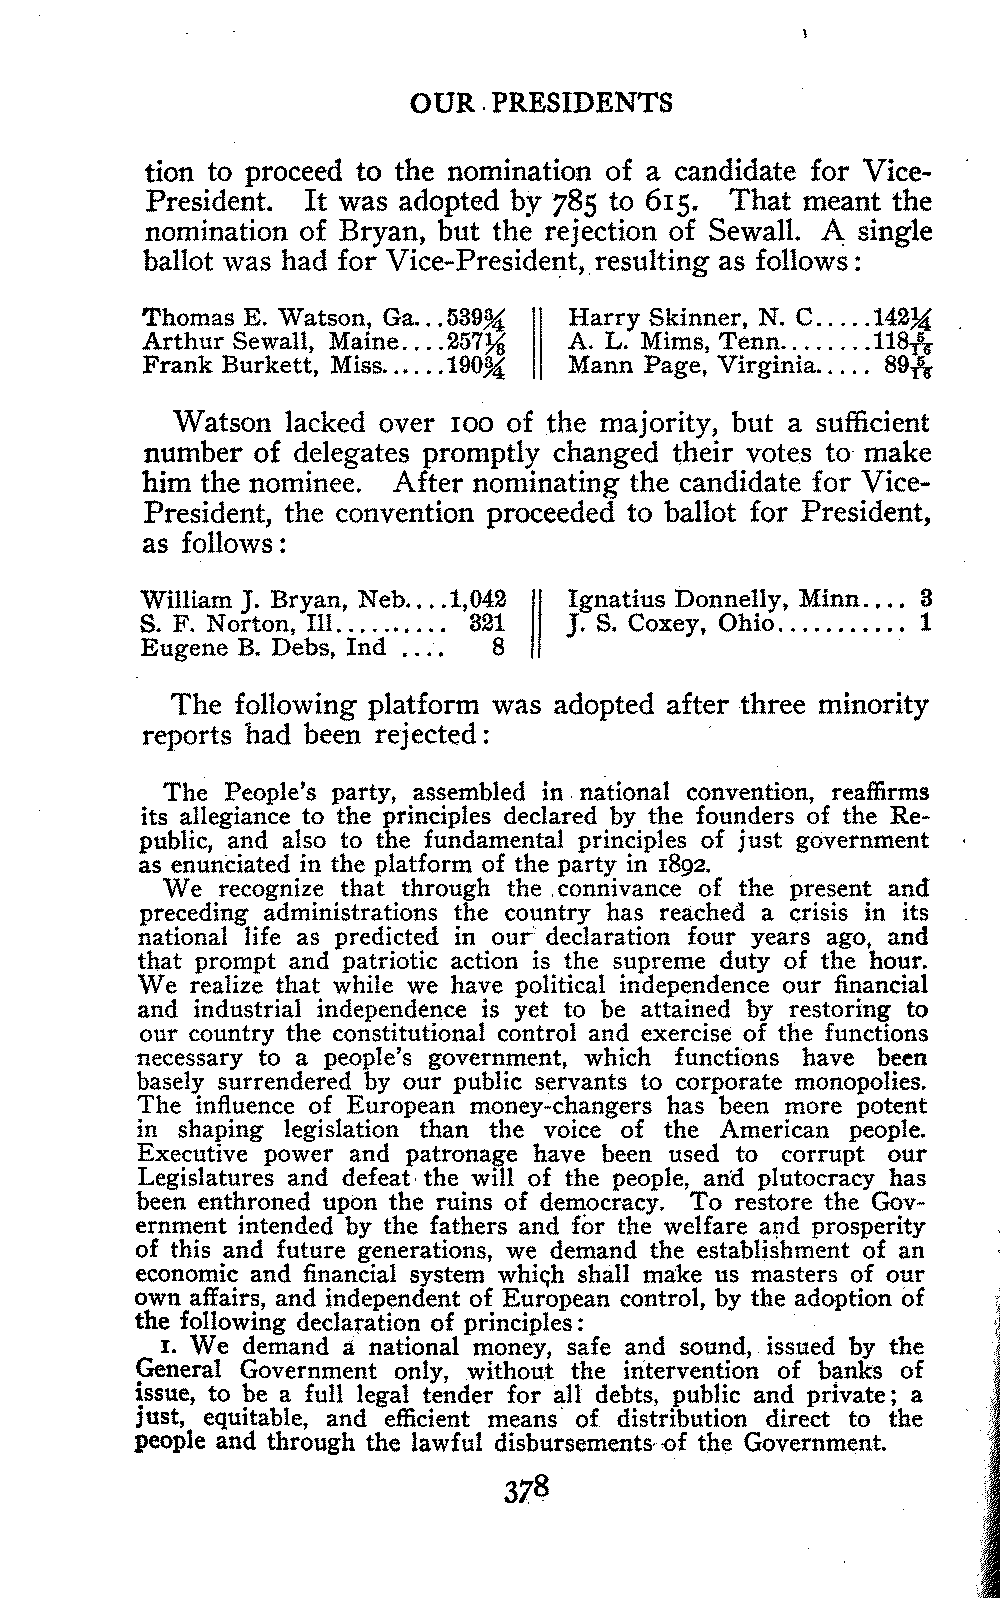 OUR PRESIDENTS
tion to proceed to the nomination of a candidate for Vice-
President. It was adopted by 785 to 615. That meant the
nomination of Bryan, but the rejection of Sewall. A single
ballot was had for Vice-President, resulting as follows:
Thomas E. Watson, Ga...539¾ || Harry Skinner, N. C.....142¼
Arthur Sewall, Maine....257⅛ || A. L. Mims, Tenn........118 5/16
Frank Burkett, Miss......190¾ || Mann Page, Virginia..... 89 5/16
Watson lacked over 100 of the majority, but a sufficient
number of delegates promptly changed their votes to make
him the nominee. After nominating the candidate for Vice-
President, the convention proceeded to ballot for President,
as follows:
William J. Bryan, Neb....1,042 || Ignatius Donnelly, Minn.... 3
S. F. Norton, Ill.......... 321 || J. S. Coxey, Ohio........... 1
Eugene B. Debs, Ind .... 8 ||
The following platform was adopted after three minority
reports had been rejected:
The People's party, assembled in national convention, reaffirms
its allegiance to the principles declared by the founders of the Re-
public, and also to the fundamental principles of just government
as enunciated in the platform of the party in 1892.
We recognize that through the connivance of the present and
preceding administrations the country has reached a crisis in its
national life as predicted in our declaration four years ago, and
that prompt and patriotic action is the supreme duty of the hour.
We realize that while we have political independence our financial
and industrial independence is yet to be attained by restoring to
our country the constitutional control and exercise of the functions
necessary to a people's government, which functions have been
basely surrendered by our public servants to corporate monopolies.
The influence of European money-changers has been more potent
in shaping legislation than the voice of the American people.
Executive power and patronage have been used to corrupt our
Legislatures and defeat the will of the people, and plutocracy has
been enthroned upon the ruins of democracy. To restore the Gov-
ernment intended by the fathers and for the welfare and prosperity
of this and future generations, we demand the establishment of an
economic and financial system which shall make us masters of our
own affairs, and independent of European control, by the adoption of
the following declaration of principles:
1. We demand a national money, safe and sound, issued by the
General Government only, without the intervention of banks of
issue, to be a full legal tender for all debts, public and private; a
just, equitable, and efficient means of distribution direct to the
people and through the lawful disbursements of the Government.
378